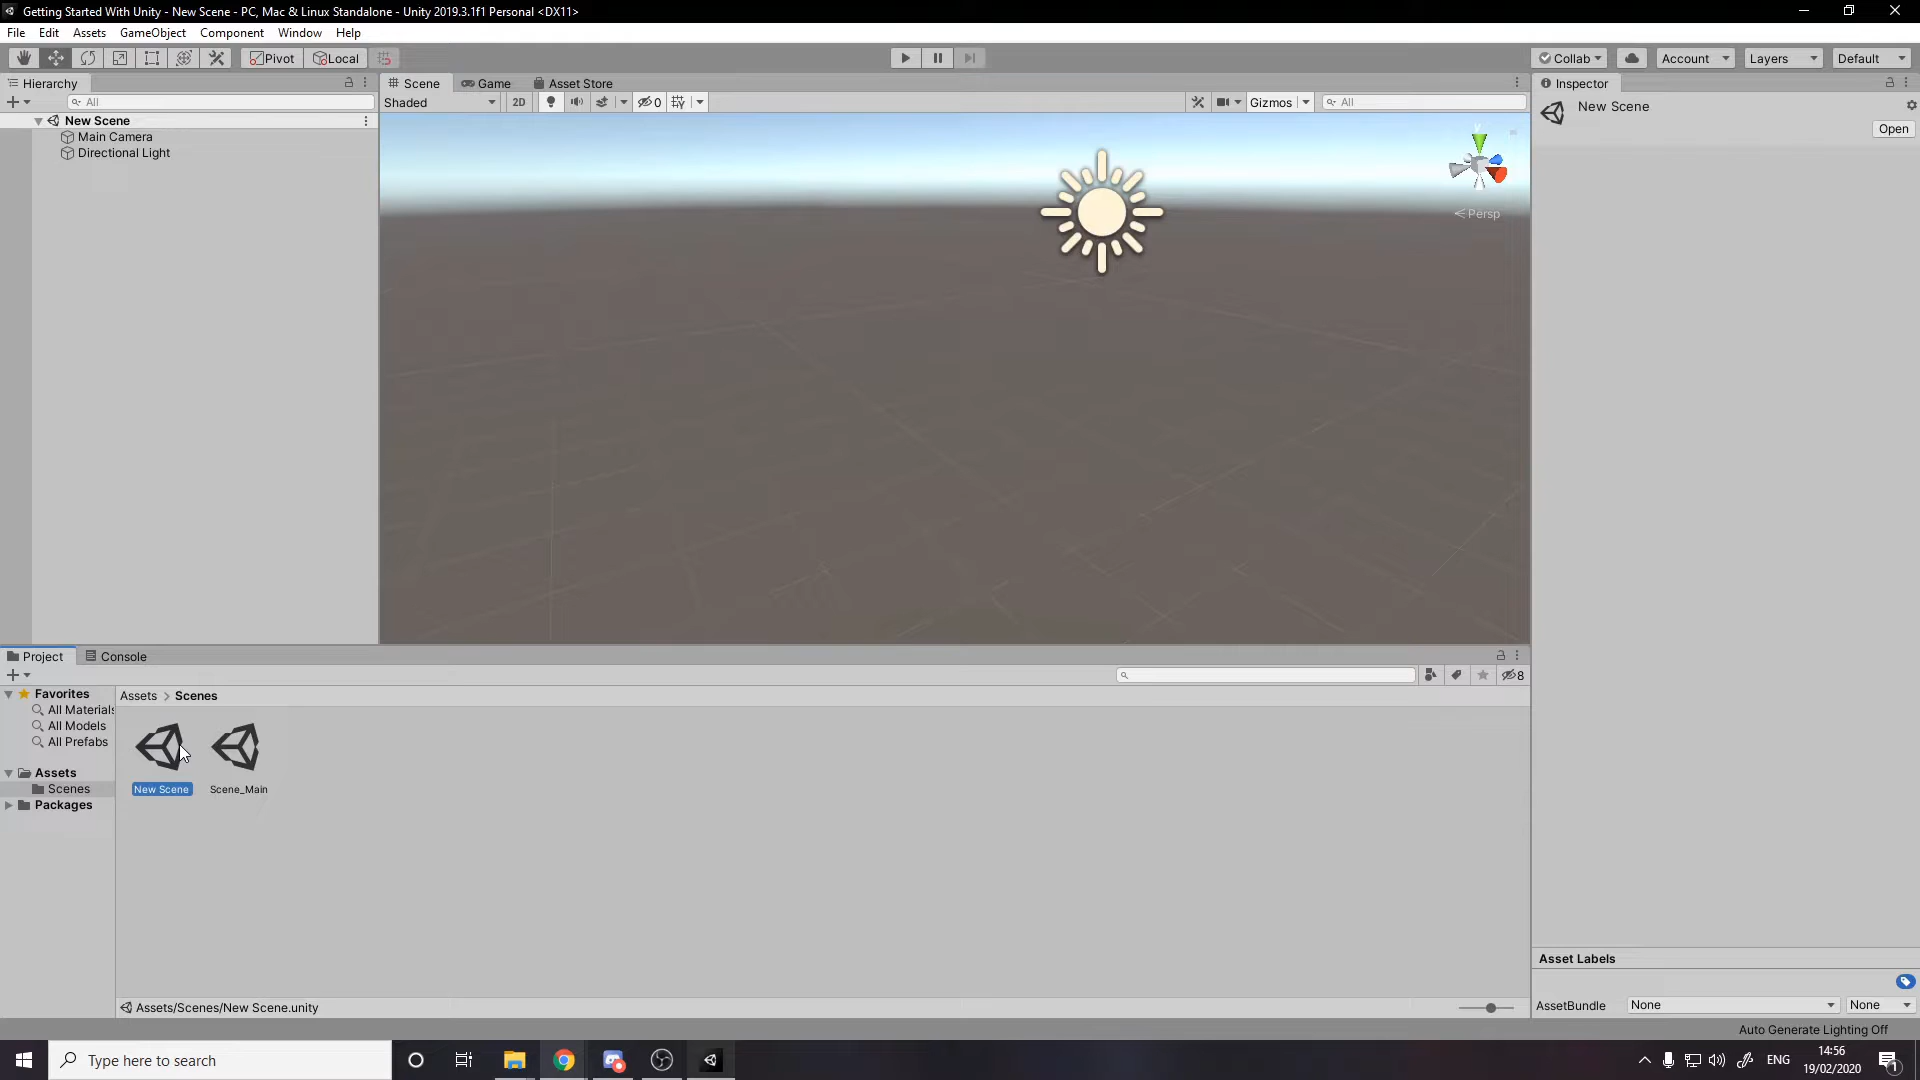 Getting Started With Unity - New Scene - PC, Mac & Linux Standalone - Unity 2019.3.1f1 Personal <DX11>
File Edit Assets GameObject Component Window Help
Pivot Local Collab Account Layers Default
Hierarchy
All
New Scene
Main Camera
Directional Light
Scene Game Asset Store
Shaded 2D 0 Gizmos All
y
Persp
Inspector
New Scene
Open
Project Console
8
Favorites
All Materials
All Models
All Prefabs
Assets
Scenes
Packages
Assets > Scenes
New Scene Scene_Main
Assets/Scenes/New Scene.unity
Asset Labels
AssetBundle None None
Auto Generate Lighting Off
Type here to search
ENG
14:56
19/02/2020
1